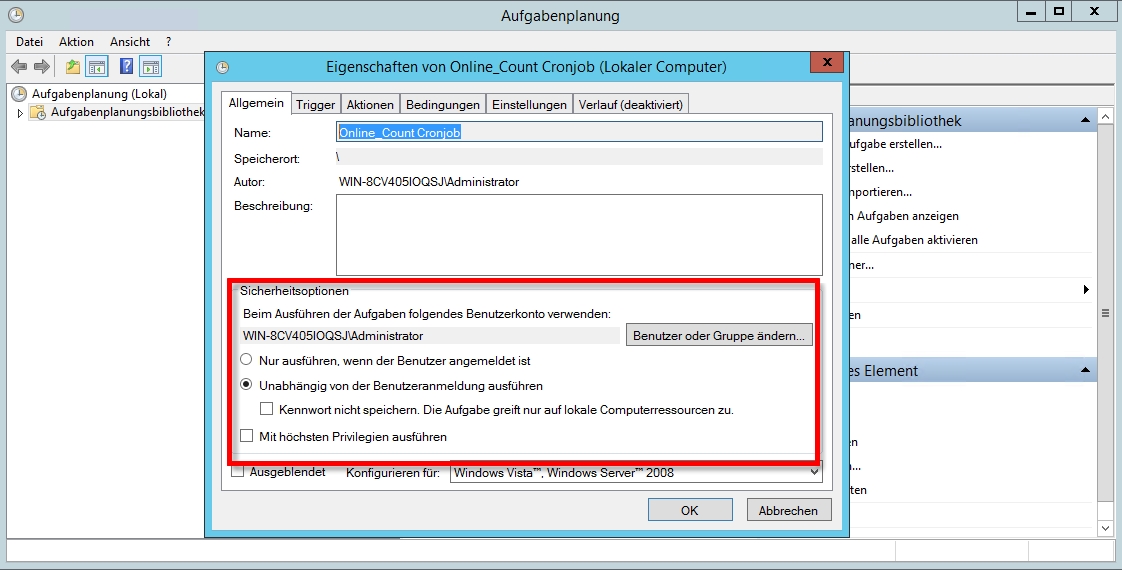 Aufgabenplanung
Datei Aktion Ansicht ?
Aufgabenplanung (Lokal)
Aufgabenplanungsbibliothek
Eigenschaften von Online_Count Cronjob (Lokaler Computer)
x
Allgemein Trigger Aktionen Bedingungen Einstellungen Verlauf (deaktiviert)
Name: Online_Count Cronjob
Speicherort: \
Autor: WIN-8CV405IOQSJ\Administrator
Beschreibung:
Sicherheitsoptionen
Beim Ausführen der Aufgaben folgendes Benutzerkonto verwenden:
WIN-8CV405IOQSJ\Administrator Benutzer oder Gruppe ändern...
Nur ausführen, wenn der Benutzer angemeldet ist
Unabhängig von der Benutzeranmeldung ausführen
Kennwort nicht speichern. Die Aufgabe greift nur auf lokale Computerressourcen zu.
Mit höchsten Privilegien ausführen
Ausgeblendet Konfigurieren für: Windows Vista™, Windows Server™ 2008
OK Abbrechen
anungsbibliothek
ufgabe erstellen...
stellen...
nportieren...
n Aufgaben anzeigen
alle Aufgaben aktivieren
ner...
en
es Element
en
...
ten